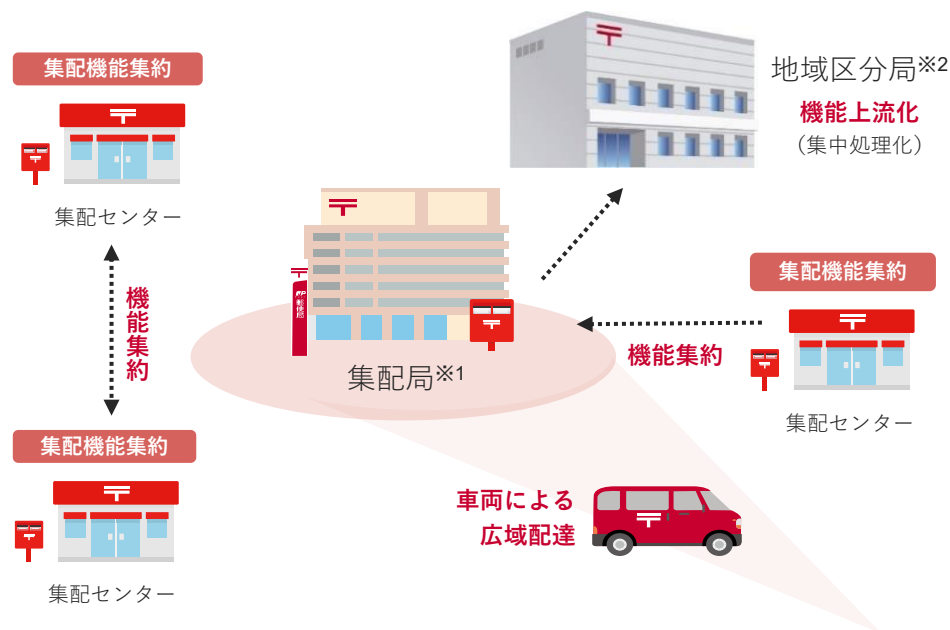 集配機能集約
集配センター
機能集約
集配機能集約
集配センター
地域区分局※2
機能上流化
（集中処理化）
郵便局
集配局※1
集配機能集約
機能集約
集配センター
車両による
広域配達